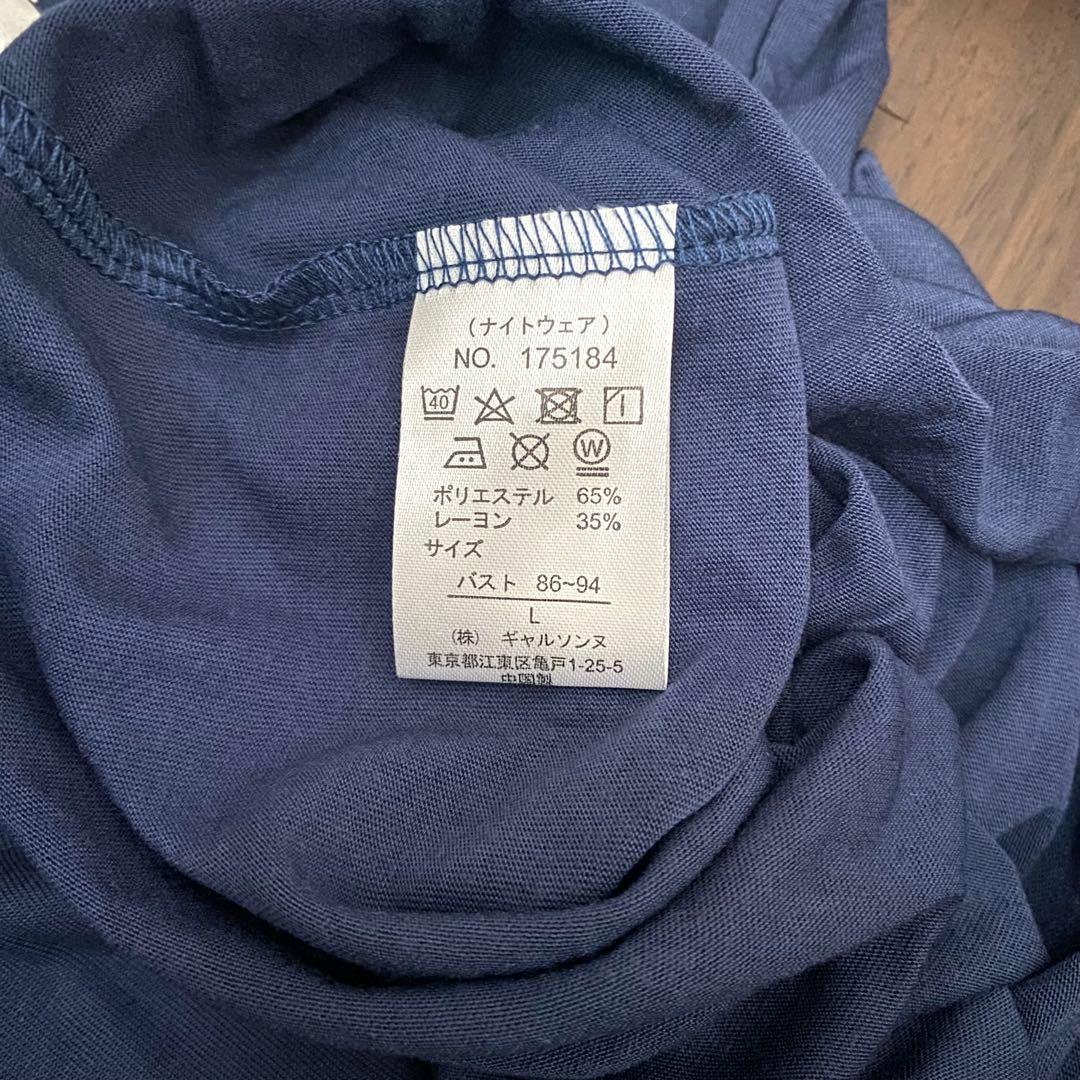 (ナイトウェア)
NO. 175184
40
W
ポリエステル 65%
レーヨン 35%
サイズ
バスト 86~94
L
(株) ギャルソンヌ
東京都江東区亀戸1-25-5
中国製